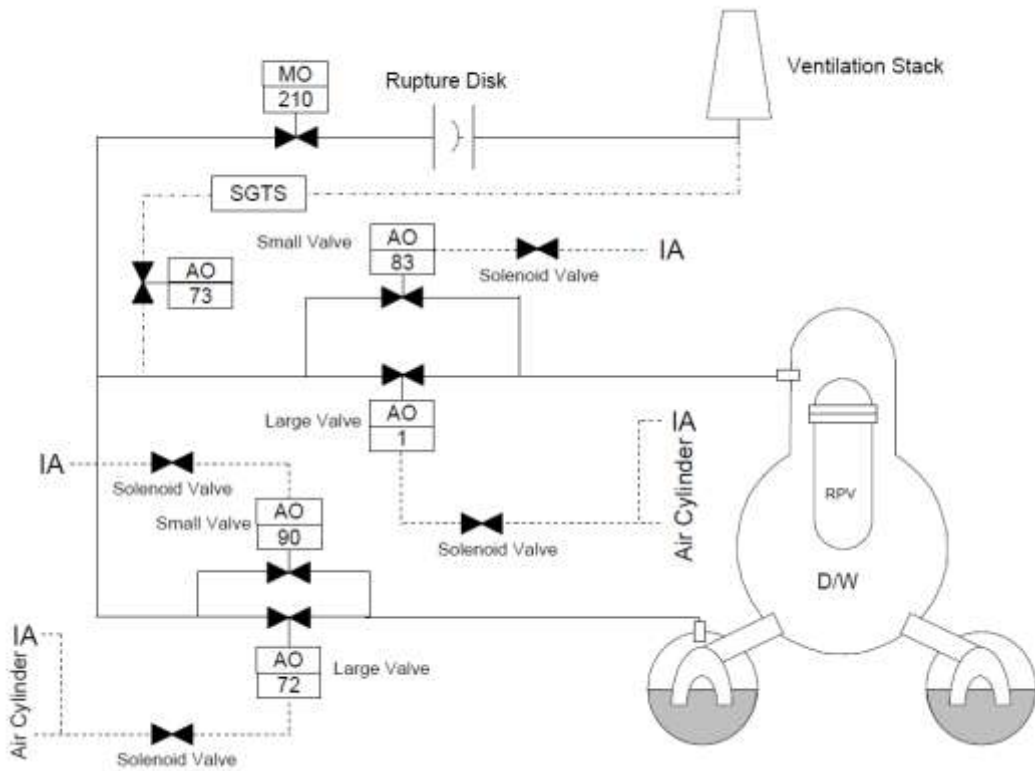 MO
210
Rupture Disk
Ventilation Stack
SGTS
Small Valve
AO
83
IA
Solenoid Valve
AO
73
Large Valve
AO
1
IA
Air Cylinder
Solenoid Valve
IA
Solenoid Valve
Small Valve
AO
90
RPV
D/W
IA
Air Cylinder
AO
72
Large Valve
Solenoid Valve